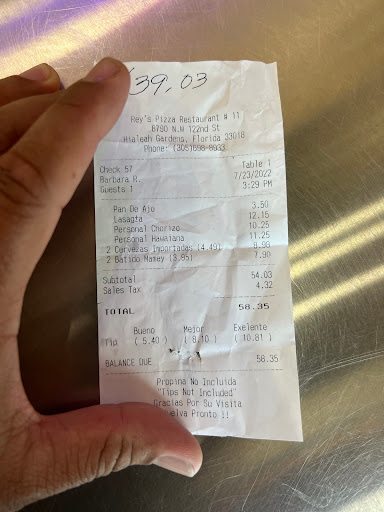 39,03
Rey's Pizza Restaurant # 11
8780 N.W 122nd St
Hialeah Gardens, Florida 33018
Phone: (305)698-8933
Check 57 Table 1
Barbara R. 7/23/2022
Guests 1 3:29 PM
Pan De Ajo 3.50
Lasagna 12.15
Personal Chorizo 10.25
Personal Hawaiana 11.25
2 Cervezas Importadas (4.49) 8.98
2 Batido Mamey (3.95) 7.90
Subtotal 54.03
Sales Tax 4.32
TOTAL 58.35
Bueno Mejor Exelente
Tip ( 5.40 ) ( 8.10 ) ( 10.81 )
BALANCE DUE 58.35
Propina No Incluida
"Tips Not Included"
Gracias Por Su Visita
Pronto !!